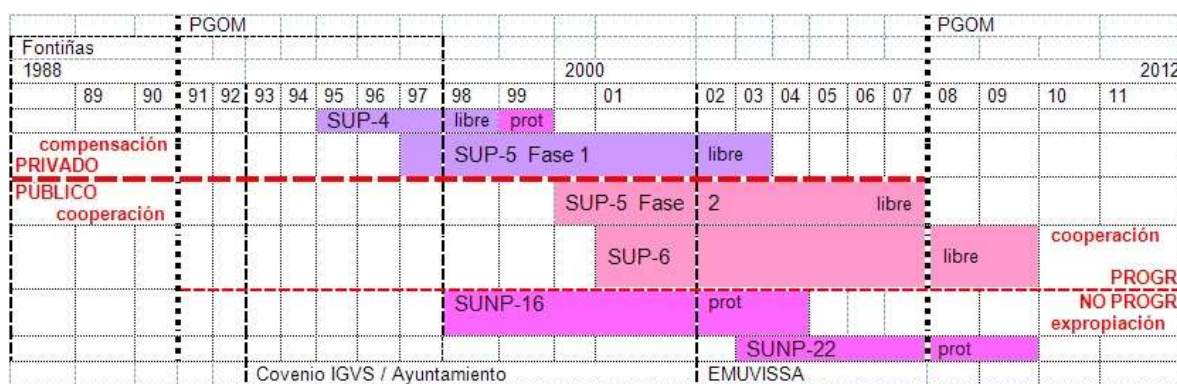 PGOM PGOM
Fontiñas
1988 2000 2012
89 90 91 92 93 94 95 96 97 98 99 01 02 03 04 05 06 07 08 09 10 11
SUP-4 libre prot
compensación SUP-5 Fase 1 libre
PRIVADO
PÚBLICO SUP-5 Fase 2 libre
cooperación
cooperación
SUP-6 libre
PROGR
SUNP-16 prot NO PROGR
expropiación
SUNP-22 prot
Covenio IGVS / Ayuntamiento EMUVISSA